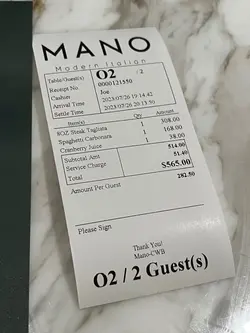 MANO
Modern Italian
Table/Guest(s) O2 / 2
Receipt No. 0000121550
Cashier Joe
Arrival Time 2023/07/26 19:14:42
Settle Time 2023/07/26 20:13:50
Item(s) Qty Amount
8OZ Steak Tagliata 1 308.00
Spaghetti Carbonara 1 168.00
Cranberry Juice 1 38.00
Subtotal Amt 514.00
Service Charge 51.40
Total $565.00
Amount Per Guest 282.50
Please Sign
Thank You!
Mano-CWB
O2 / 2 Guest(s)